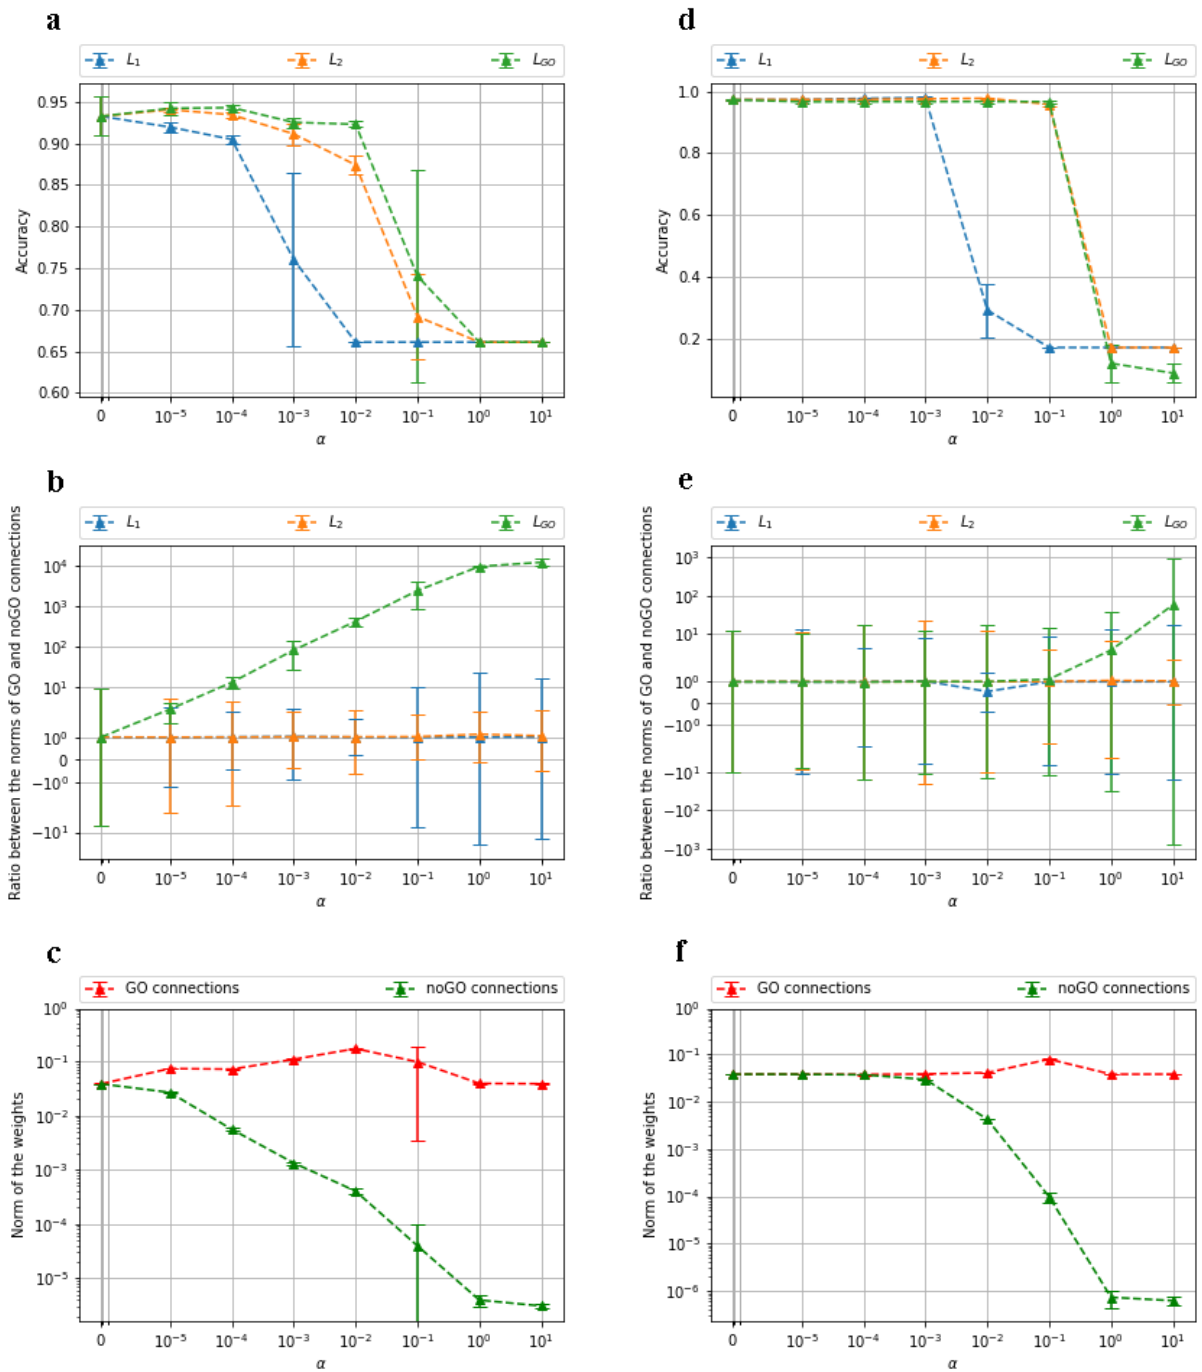 a
L₁ L₂ L_GO
Accuracy
0.95
0.90
0.85
0.80
0.75
0.70
0.65
0.60
0 10⁻⁵ 10⁻⁴ 10⁻³ 10⁻² 10⁻¹ 10⁰ 10¹
α
d
L₁ L₂ L_GO
Accuracy
1.0
0.8
0.6
0.4
0.2
0 10⁻⁵ 10⁻⁴ 10⁻³ 10⁻² 10⁻¹ 10⁰ 10¹
α
b
L₁ L₂ L_GO
Ratio between the norms of GO and noGO connections
10⁴
10³
10²
10¹
10⁰
0
−10⁰
−10¹
0 10⁻⁵ 10⁻⁴ 10⁻³ 10⁻² 10⁻¹ 10⁰ 10¹
α
e
L₁ L₂ L_GO
Ratio between the norms of GO and noGO connections
10³
10²
10¹
10⁰
0
−10⁰
−10¹
−10²
−10³
0 10⁻⁵ 10⁻⁴ 10⁻³ 10⁻² 10⁻¹ 10⁰ 10¹
α
c
GO connections noGO connections
Norm of the weights
10⁰
10⁻¹
10⁻²
10⁻³
10⁻⁴
10⁻⁵
0 10⁻⁵ 10⁻⁴ 10⁻³ 10⁻² 10⁻¹ 10⁰ 10¹
α
f
GO connections noGO connections
Norm of the weights
10⁰
10⁻¹
10⁻²
10⁻³
10⁻⁴
10⁻⁵
10⁻⁶
0 10⁻⁵ 10⁻⁴ 10⁻³ 10⁻² 10⁻¹ 10⁰ 10¹
α